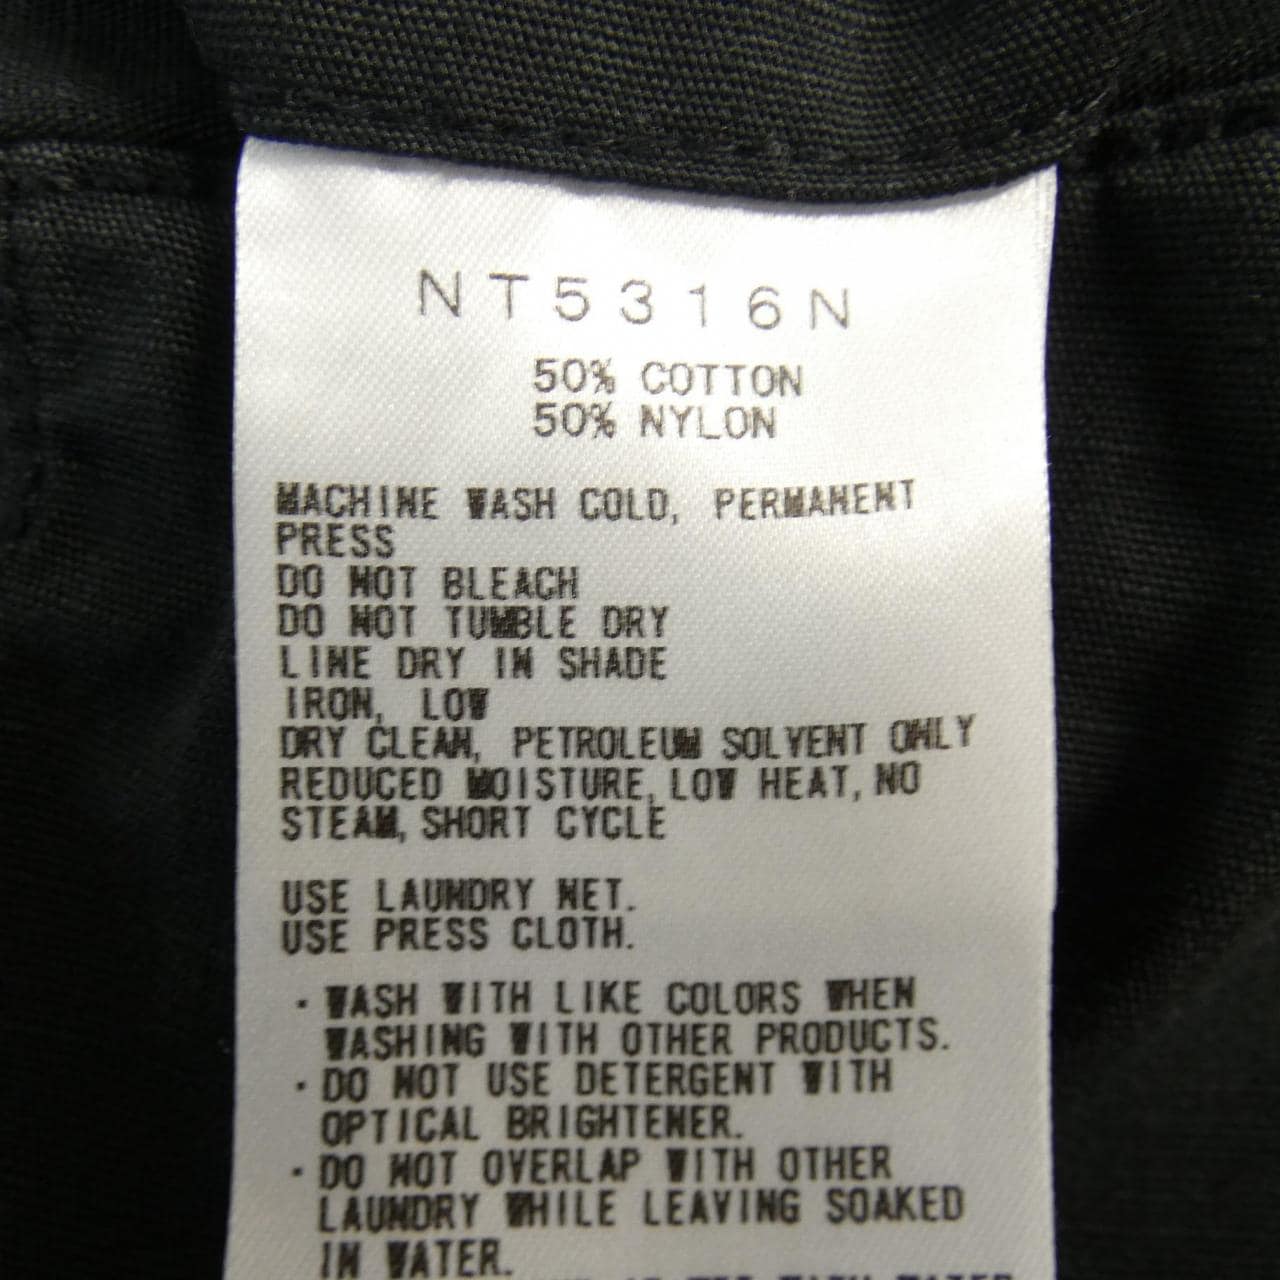 NT5316N
50% COTTON
50% NYLON
MACHINE WASH COLD, PERMANENT
PRESS
DO NOT BLEACH
DO NOT TUMBLE DRY
LINE DRY IN SHADE
IRON, LOW
DRY CLEAN, PETROLEUM SOLVENT ONLY
REDUCED MOISTURE, LOW HEAT, NO
STEAM, SHORT CYCLE
USE LAUNDRY NET.
USE PRESS CLOTH.
· WASH WITH LIKE COLORS WHEN
WASHING WITH OTHER PRODUCTS.
· DO NOT USE DETERGENT WITH
OPTICAL BRIGHTENER.
· DO NOT OVERLAP WITH OTHER
LAUNDRY WHILE LEAVING SOAKED
IN WATER.